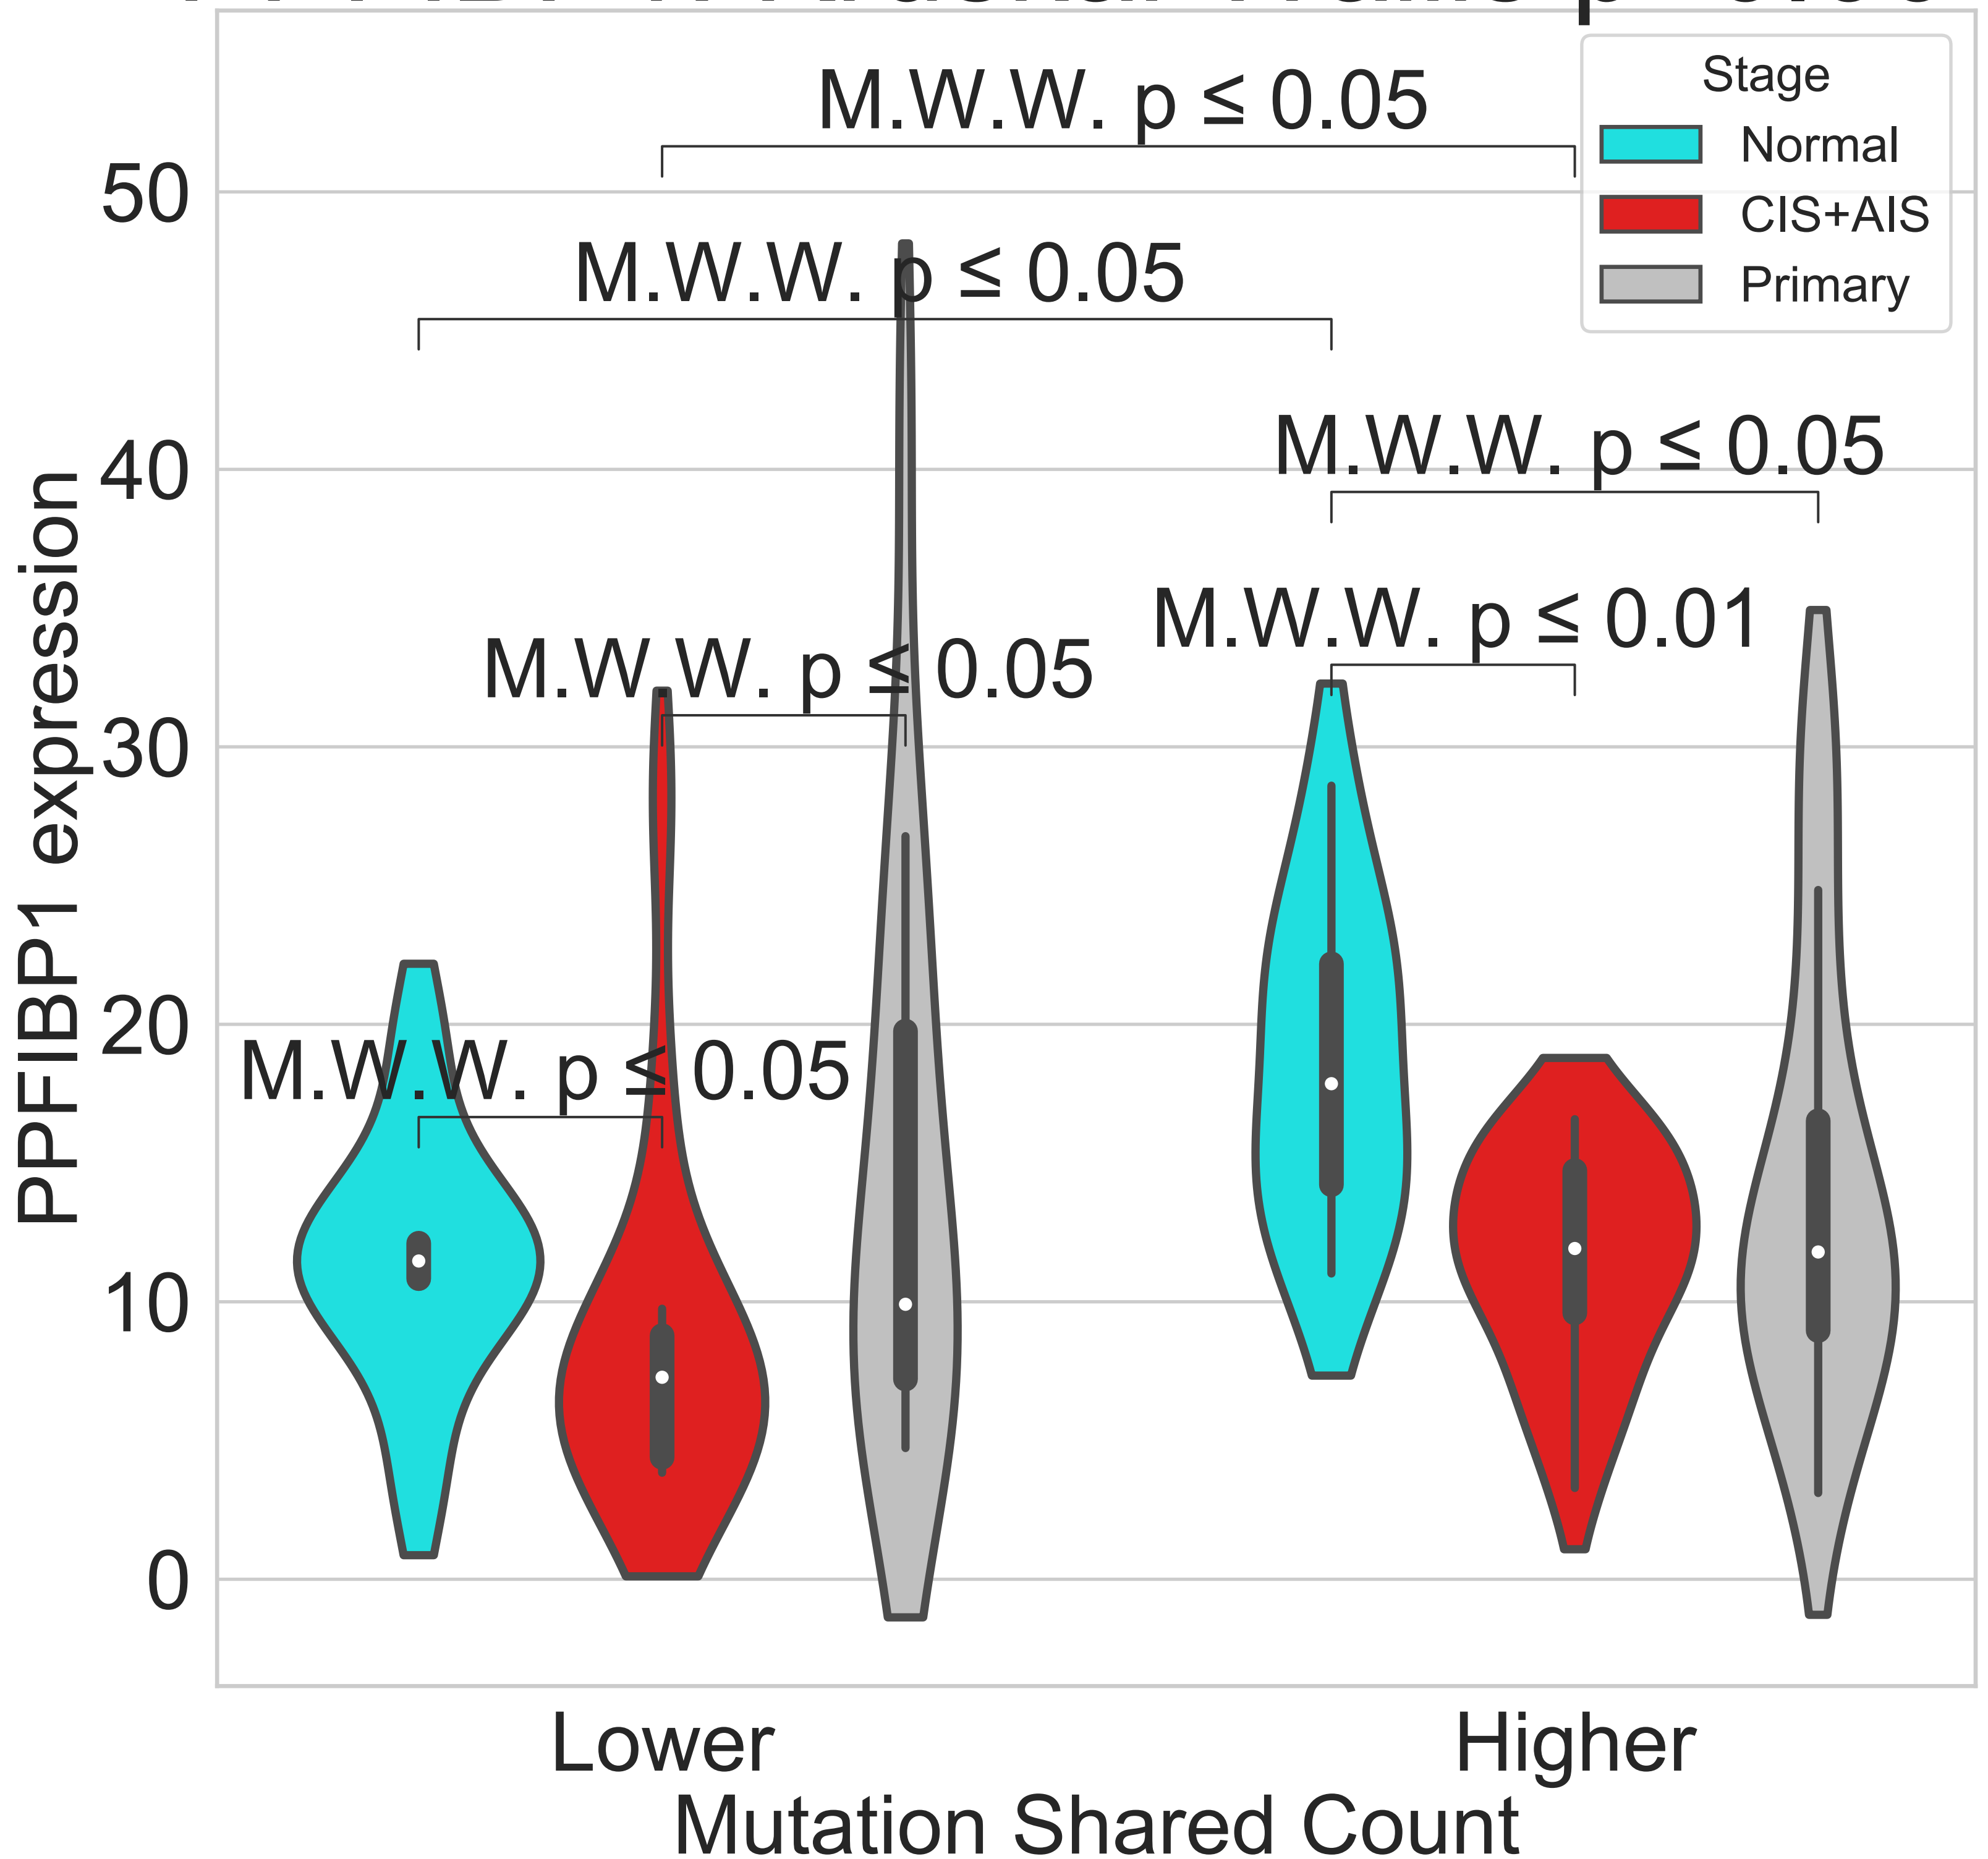 M.W.W. p ≤ 0.05
Stage
Normal
CIS+AIS
Primary
M.W.W. p ≤ 0.05
M.W.W. p ≤ 0.05
M.W.W. p ≤ 0.01
M.W.W. p ≤ 0.05
M.W.W. p ≤ 0.05
50
40
30
20
10
0
PPFIBP1 expression
Lower
Higher
Mutation Shared Count